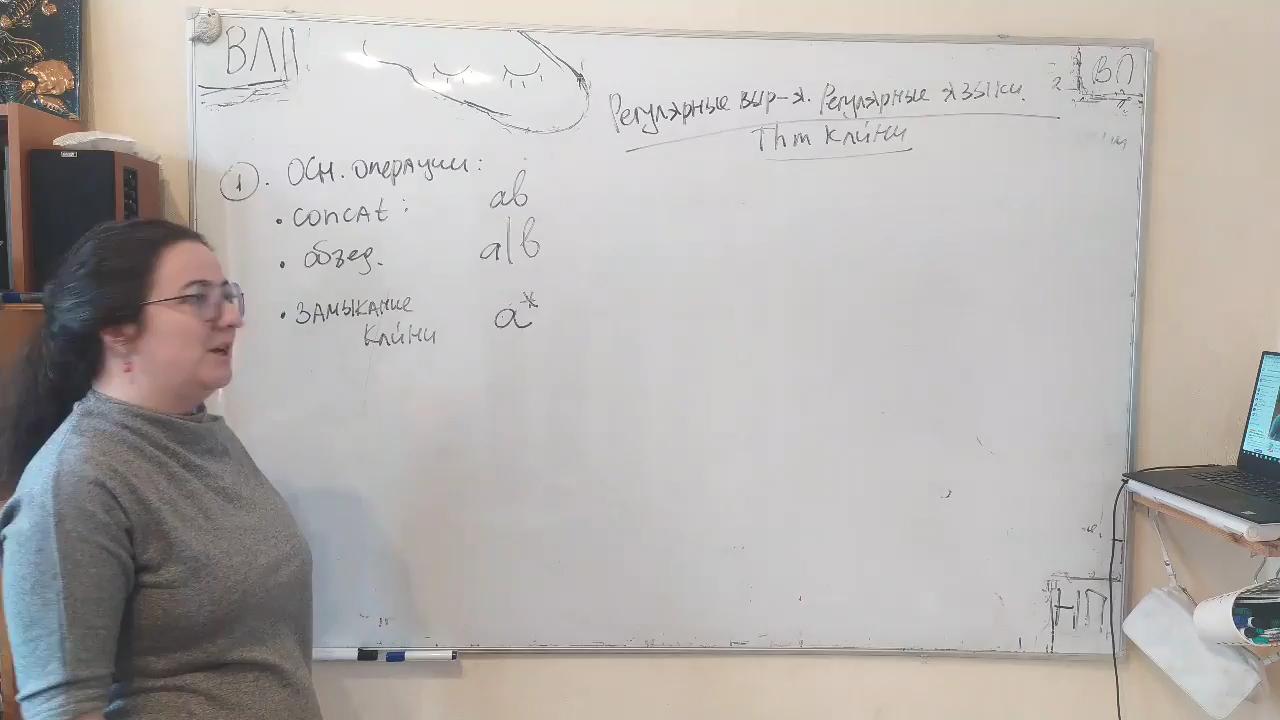 ВЛП
ВП
Регулярные выр-я. Регулярные языки.
Thm Клини
1. Осн. операции:
• concat: ab
• объед. a|b
• замыкание a*
Клини
НП